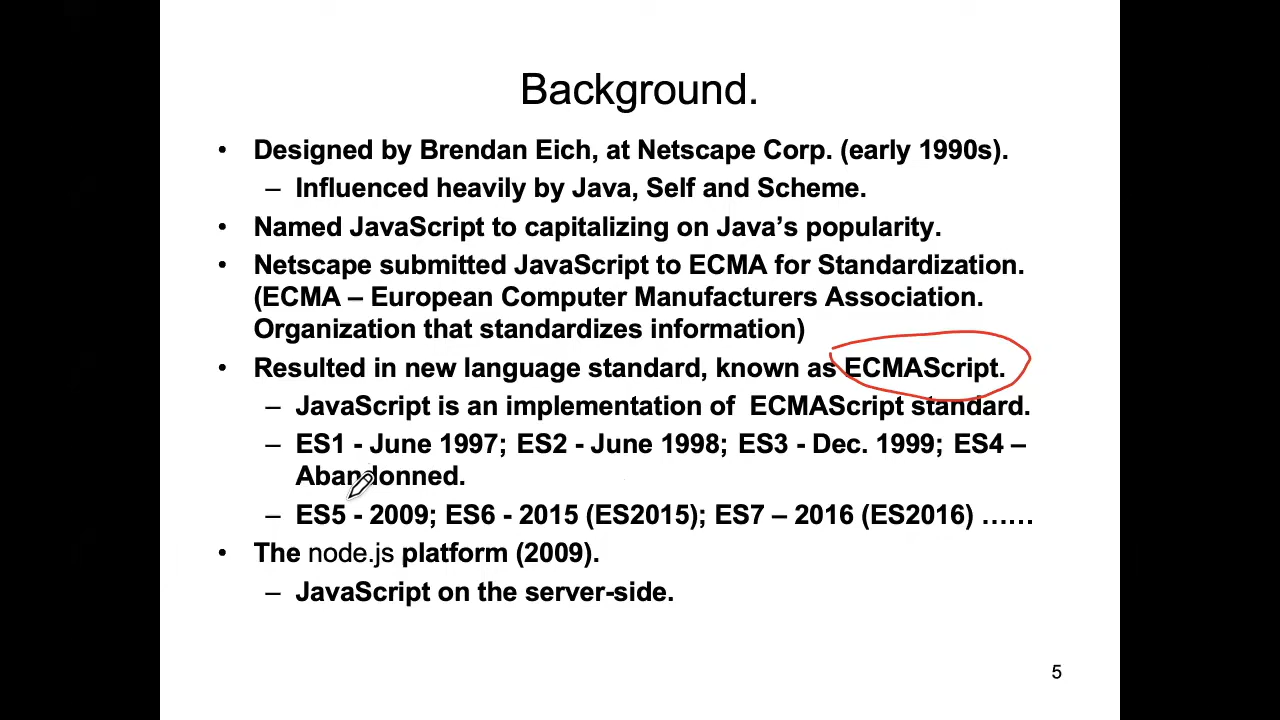 Background.
• Designed by Brendan Eich, at Netscape Corp. (early 1990s).
– Influenced heavily by Java, Self and Scheme.
• Named JavaScript to capitalizing on Java’s popularity.
• Netscape submitted JavaScript to ECMA for Standardization.
(ECMA – European Computer Manufacturers Association.
Organization that standardizes information)
• Resulted in new language standard, known as ECMAScript.
– JavaScript is an implementation of ECMAScript standard.
– ES1 - June 1997; ES2 - June 1998; ES3 - Dec. 1999; ES4 –
Abandonned.
– ES5 - 2009; ES6 - 2015 (ES2015); ES7 – 2016 (ES2016) ……
• The node.js platform (2009).
– JavaScript on the server-side.
5